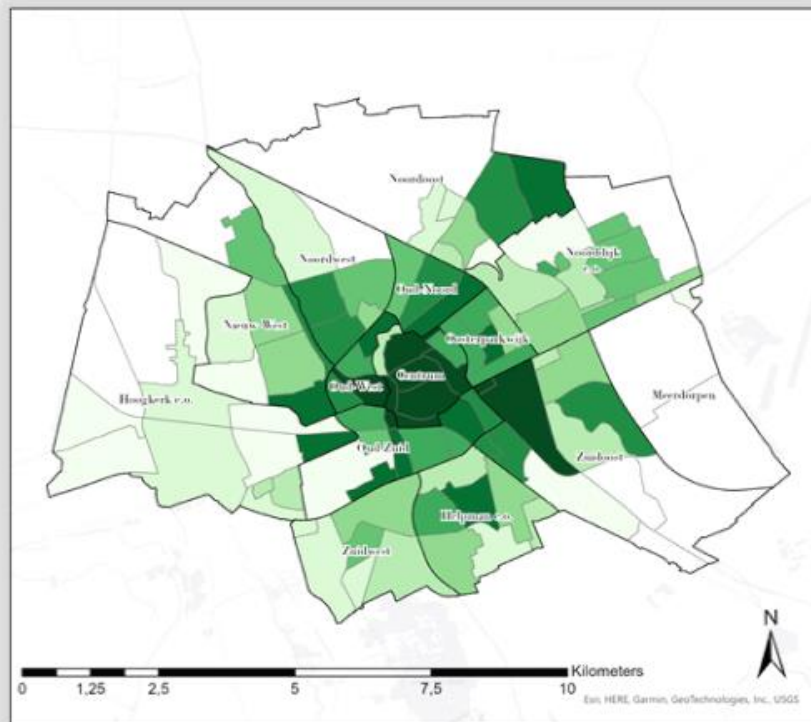 Noordoost
Noordwest
Noorddijk
e.o.
Oud-Noord
Nieuw-West
Oosterparkwijk
Centrum
Oud-West
Meerdorpen
Hoogkerk e.o.
Oud-Zuid
Zuidoost
Helpman e.o.
Zuidwest
N
Kilometers
0 1,25 2,5 5 7,5 10
Esri, HERE, Garmin, GeoTechnologies, Inc., USGS